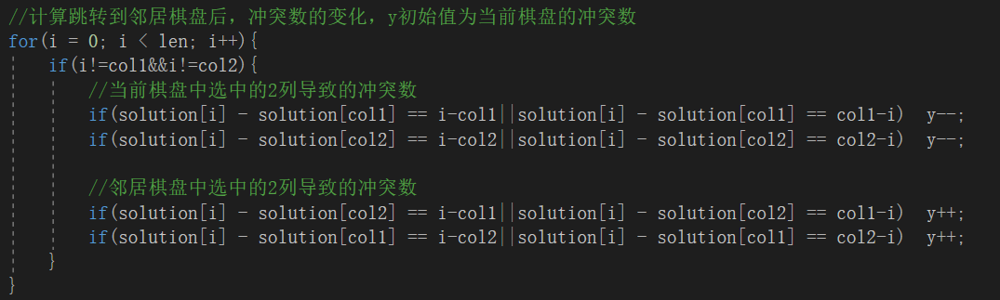 //计算跳转到邻居棋盘后，冲突数的变化，y初始值为当前棋盘的冲突数
for(i = 0; i < len; i++){
    if(i!=col1&&i!=col2){
        //当前棋盘中选中的2列导致的冲突数
        if(solution[i] - solution[col1] == i-col1||solution[i] - solution[col1] == col1-i)  y--;
        if(solution[i] - solution[col2] == i-col2||solution[i] - solution[col2] == col2-i)  y--;

        //邻居棋盘中选中的2列导致的冲突数
        if(solution[i] - solution[col2] == i-col1||solution[i] - solution[col2] == col1-i)  y++;
        if(solution[i] - solution[col1] == i-col2||solution[i] - solution[col1] == col2-i)  y++;
    }
}